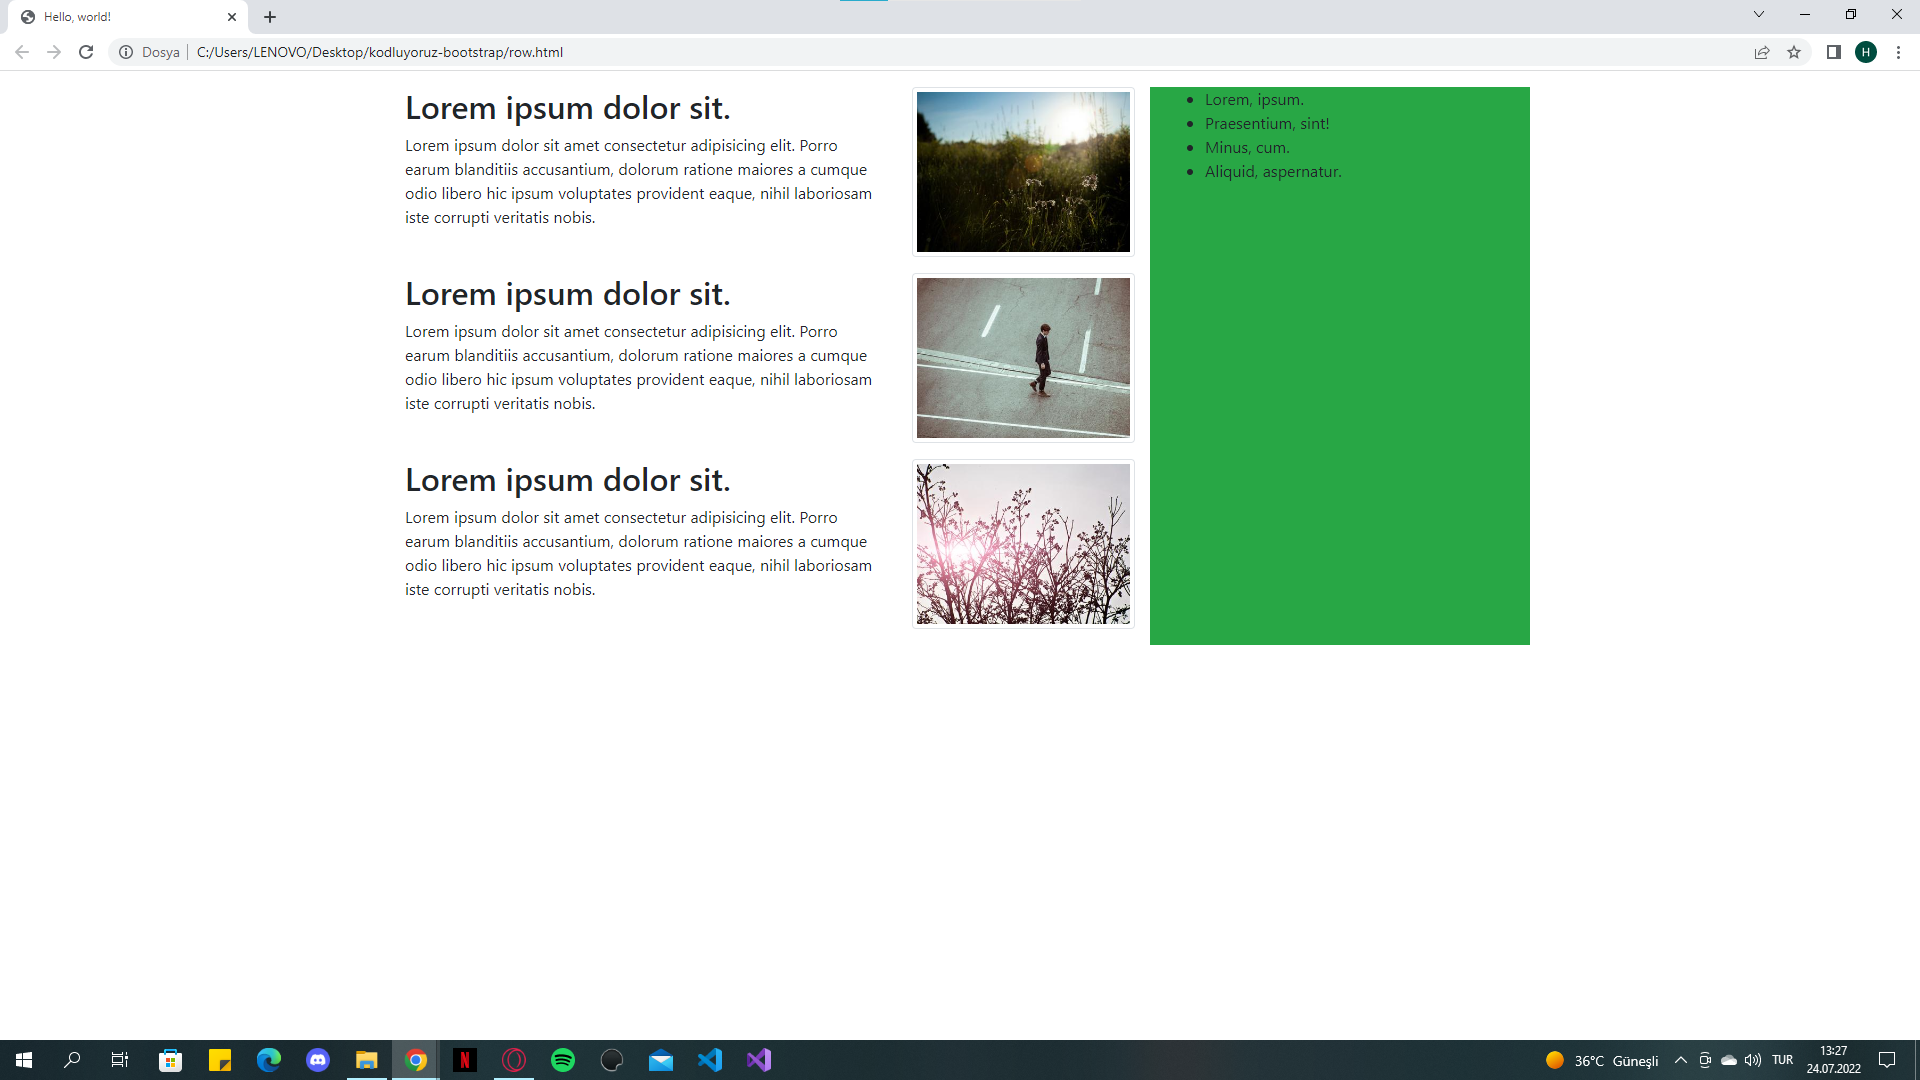 Hello, world!
Dosya
C:/Users/LENOVO/Desktop/kodluyoruz-bootstrap/row.html
H
Lorem ipsum dolor sit.
Lorem ipsum dolor sit amet consectetur adipisicing elit. Porro
earum blanditiis accusantium, dolorum ratione maiores a cumque
odio libero hic ipsum voluptates provident eaque, nihil laboriosam
iste corrupti veritatis nobis.
Lorem ipsum dolor sit.
Lorem ipsum dolor sit amet consectetur adipisicing elit. Porro
earum blanditiis accusantium, dolorum ratione maiores a cumque
odio libero hic ipsum voluptates provident eaque, nihil laboriosam
iste corrupti veritatis nobis.
Lorem ipsum dolor sit.
Lorem ipsum dolor sit amet consectetur adipisicing elit. Porro
earum blanditiis accusantium, dolorum ratione maiores a cumque
odio libero hic ipsum voluptates provident eaque, nihil laboriosam
iste corrupti veritatis nobis.
Lorem, ipsum.
Praesentium, sint!
Minus, cum.
Aliquid, aspernatur.
N
36°C Güneşli
TUR
13:27
24.07.2022